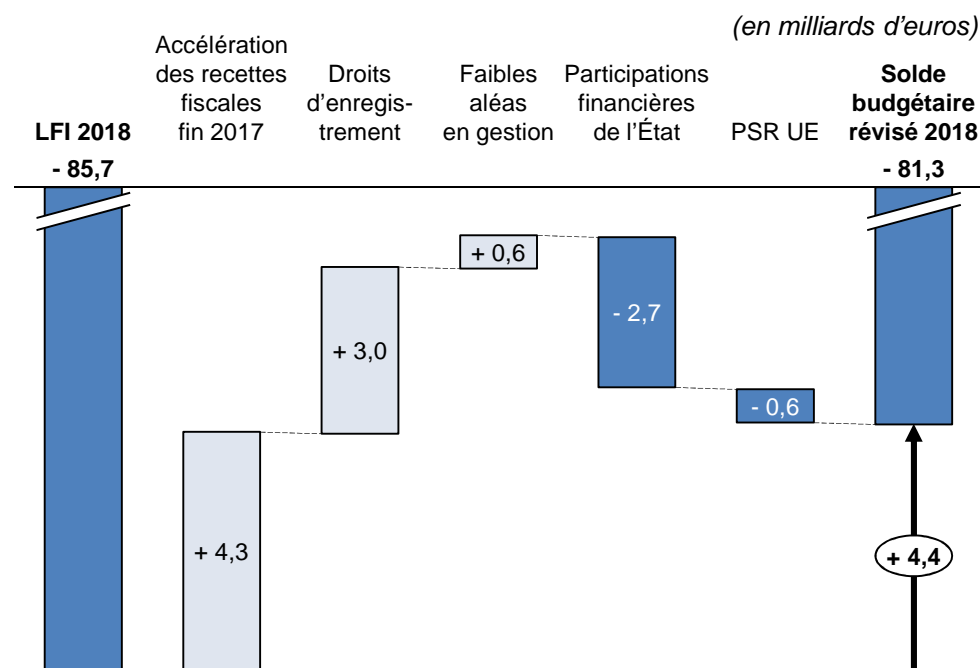 (en milliards d’euros)
LFI 2018
- 85,7
Accélération
des recettes
fiscales
fin 2017
Droits
d’enregis-
trement
Faibles
aléas
en gestion
Participations
financières
de l’État
PSR UE
Solde
budgétaire
révisé 2018
- 81,3
+ 4,3
+ 3,0
+ 0,6
- 2,7
- 0,6
+ 4,4